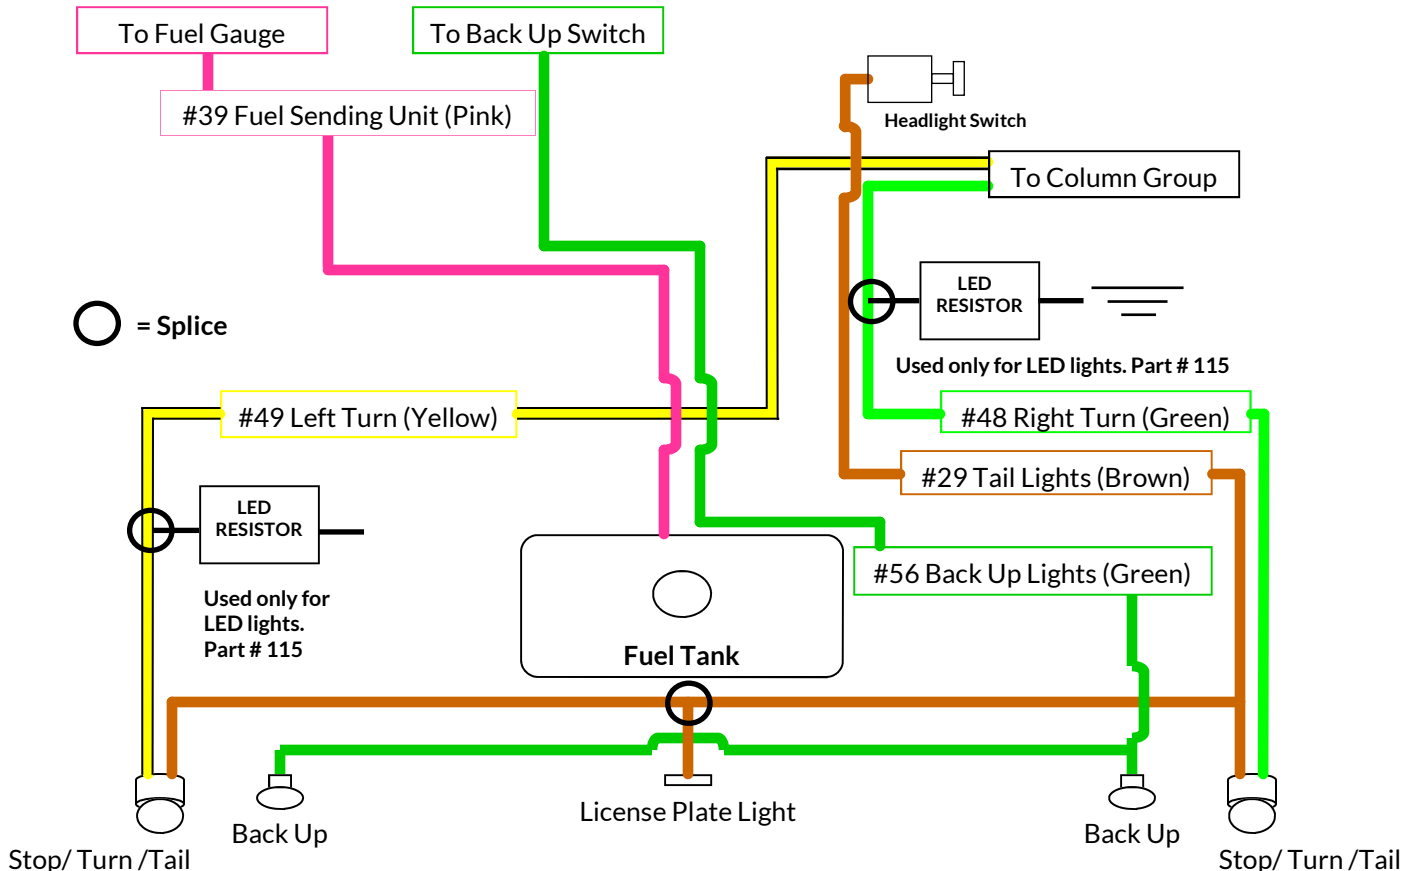 To Fuel Gauge
To Back Up Switch
#39 Fuel Sending Unit (Pink)
Headlight Switch
To Column Group
LED
RESISTOR
= Splice
Used only for LED lights. Part # 115
#49 Left Turn (Yellow)
#48 Right Turn (Green)
#29 Tail Lights (Brown)
LED
RESISTOR
#56 Back Up Lights (Green)
Used only for
LED lights.
Part # 115
Fuel Tank
License Plate Light
Back Up
Back Up
Stop/ Turn /Tail
Stop/ Turn /Tail